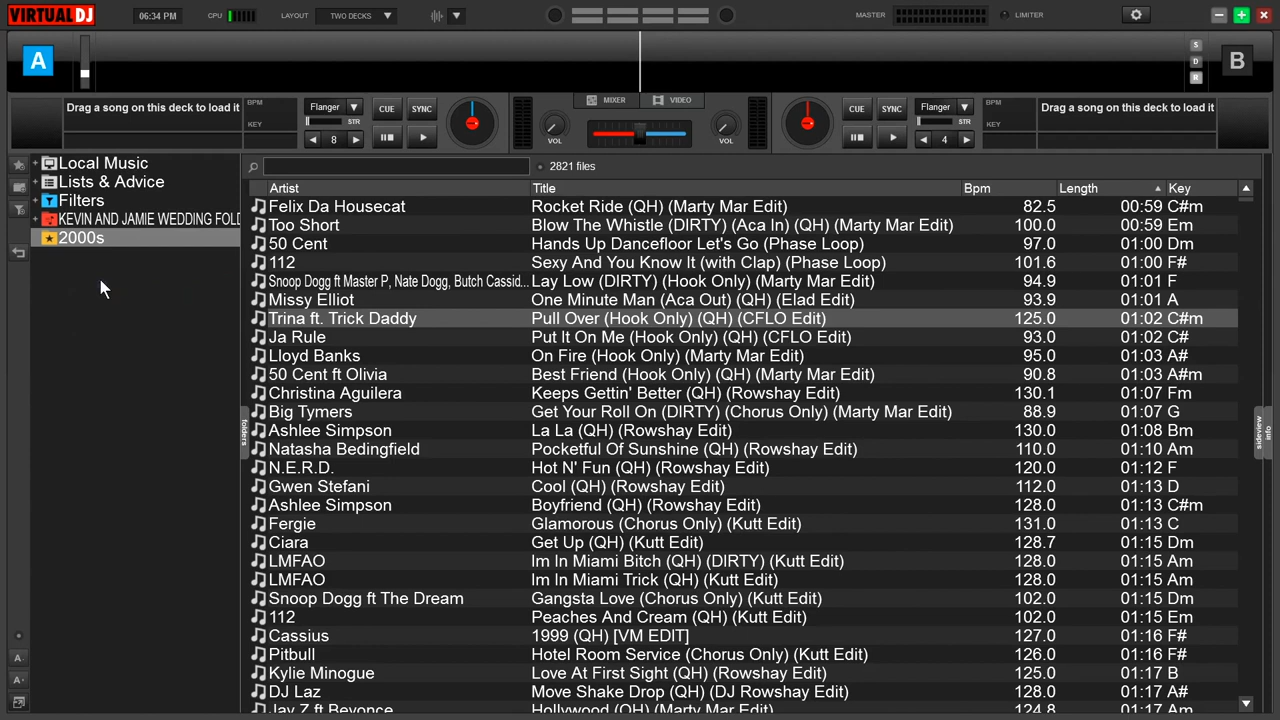 VIRTUALDJ 06:34 PM CPU LAYOUT TWO DECKS MASTER LIMITER
A S D R B
Drag a song on this deck to load it BPM KEY Flanger STR 8 CUE SYNC MIXER VIDEO VOL VOL CUE SYNC Flanger STR 4 BPM KEY Drag a song on this deck to load it
Local Music
Lists & Advice
Filters
KEVIN AND JAMIE WEDDING FOLD
2000s
folders
2821 files
Artist Title Bpm Length Key
Felix Da Housecat Rocket Ride (QH) (Marty Mar Edit) 82.5 00:59 C#m
Too Short Blow The Whistle (DIRTY) (Aca In) (QH) (Marty Mar Edit) 100.0 00:59 Em
50 Cent Hands Up Dancefloor Let's Go (Phase Loop) 97.0 01:00 Dm
112 Sexy And You Know It (with Clap) (Phase Loop) 101.6 01:00 F#
Snoop Dogg ft Master P, Nate Dogg, Butch Cassid... Lay Low (DIRTY) (Hook Only) (Marty Mar Edit) 94.9 01:01 F
Missy Elliot One Minute Man (Aca Out) (QH) (Elad Edit) 93.9 01:01 A
Trina ft. Trick Daddy Pull Over (Hook Only) (QH) (CFLO Edit) 125.0 01:02 C#m
Ja Rule Put It On Me (Hook Only) (QH) (CFLO Edit) 93.0 01:02 C#
Lloyd Banks On Fire (Hook Only) (Marty Mar Edit) 95.0 01:03 A#
50 Cent ft Olivia Best Friend (Hook Only) (Marty Mar Edit) 90.8 01:03 A#m
Christina Aguilera Keeps Gettin' Better (QH) (Rowshay Edit) 130.1 01:07 Fm
Big Tymers Get Your Roll On (DIRTY) (Chorus Only) (Marty Mar Edit) 88.9 01:07 G
Ashlee Simpson La La (QH) (Rowshay Edit) 130.0 01:08 Bm
Natasha Bedingfield Pocketful Of Sunshine (QH) (Rowshay Edit) 110.0 01:10 Am
N.E.R.D. Hot N' Fun (QH) (Rowshay Edit) 120.0 01:12 F
Gwen Stefani Cool (QH) (Rowshay Edit) 112.0 01:13 D
Ashlee Simpson Boyfriend (QH) (Rowshay Edit) 128.0 01:13 C#m
Fergie Glamorous (Chorus Only) (Kutt Edit) 131.0 01:14 C
Ciara Get Up (QH) (Kutt Edit) 128.7 01:15 Dm
LMFAO Im In Miami Bitch (QH) (DIRTY) (Kutt Edit) 128.0 01:15 Am
LMFAO Im In Miami Trick (QH) (Kutt Edit) 128.0 01:15 Am
Snoop Dogg ft The Dream Gangsta Love (Chorus Only) (Kutt Edit) 102.0 01:15 Dm
112 Peaches And Cream (QH) (Kutt Edit) 102.0 01:15 Em
Cassius 1999 (QH) [VM EDIT] 127.0 01:16 F#
Pitbull Hotel Room Service (Chorus Only) (Kutt Edit) 126.0 01:16 F#
Kylie Minogue Love At First Sight (QH) (Rowshay Edit) 125.0 01:17 B
DJ Laz Move Shake Drop (QH) (DJ Rowshay Edit) 128.0 01:17 A#
Jay Z ft Beyonce Hollywood (QH) (Marty Mar Edit) 124.8 01:17 Am
sideview info